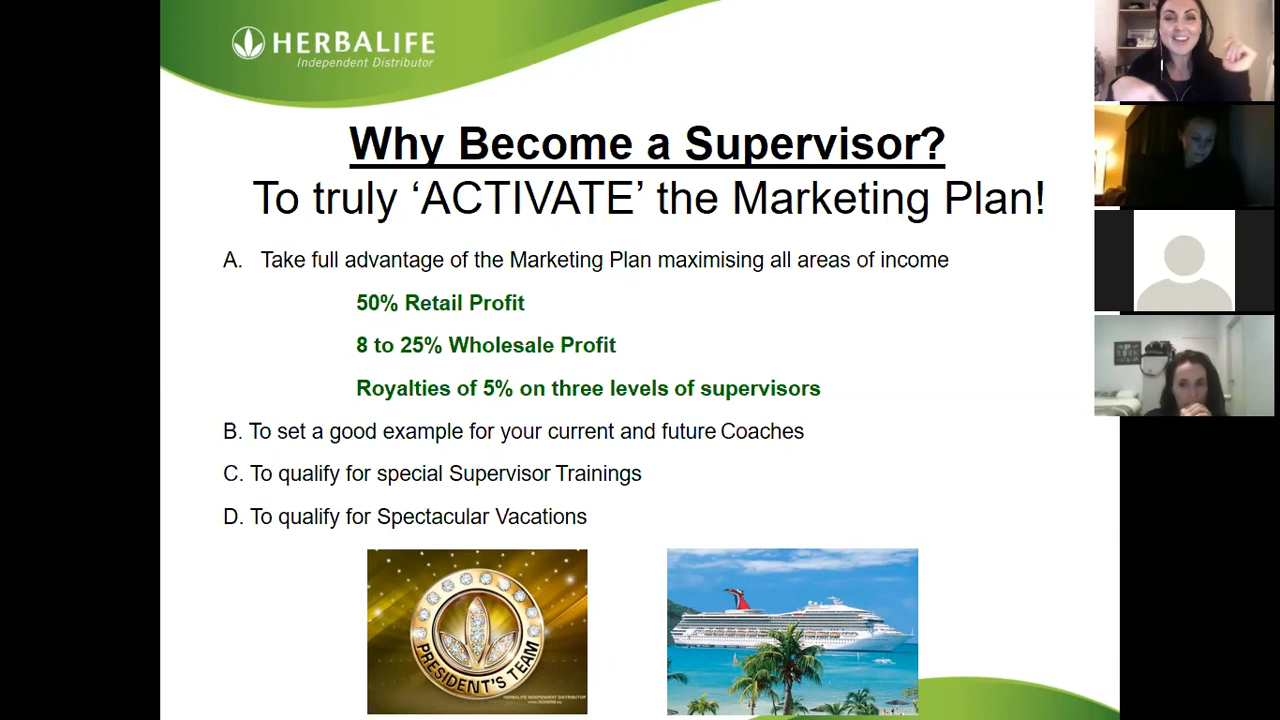 HERBALIFE
Independent Distributor
Why Become a Supervisor?
To truly ‘ACTIVATE’ the Marketing Plan!
A. Take full advantage of the Marketing Plan maximising all areas of income
50% Retail Profit
8 to 25% Wholesale Profit
Royalties of 5% on three levels of supervisors
B. To set a good example for your current and future Coaches
C. To qualify for special Supervisor Trainings
D. To qualify for Spectacular Vacations
PRESIDENT'S TEAM
HERBALIFE INDEPENDENT DISTRIBUTOR